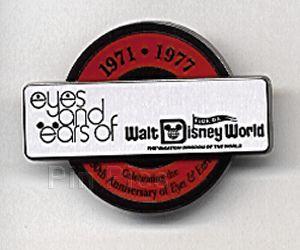 1971 • 1977
eyes
and
ears of
Walt Disney World
FLORIDA
THE VACATION KINGDOM OF THE WORLD
Celebrating the
Anniversary of Eyes & Ears